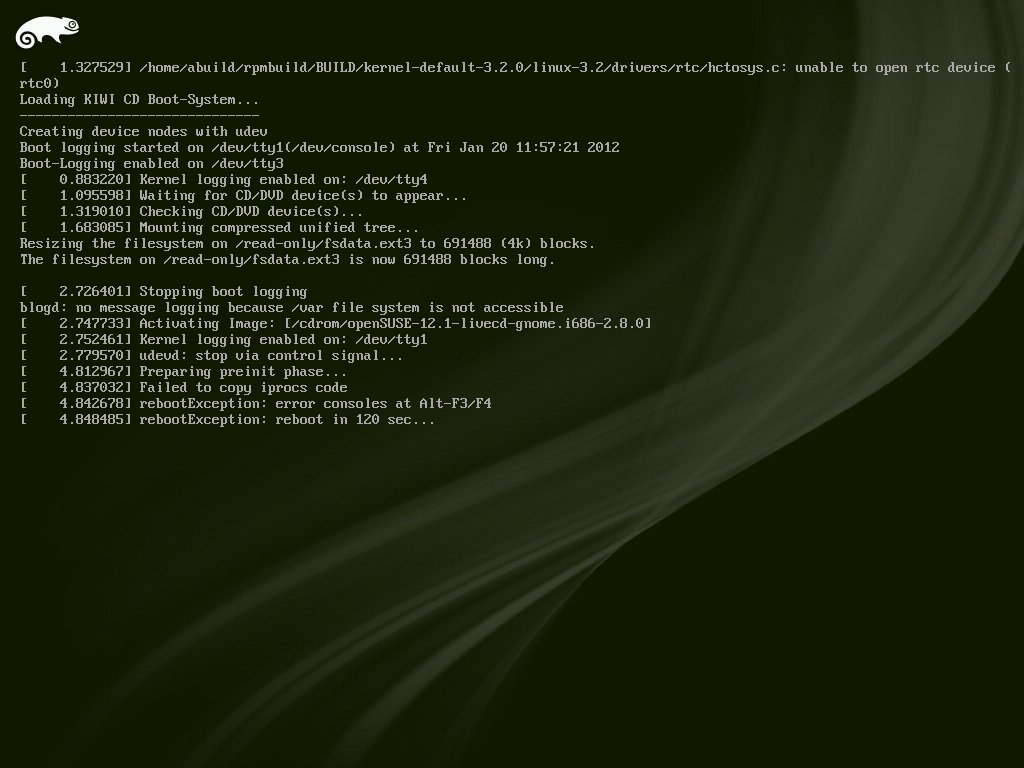 [    1.327529] /home/abuild/rpmbuild/BUILD/kernel-default-3.2.0/linux-3.2/drivers/rtc/hctosys.c: unable to open rtc device (
rtc0)
Loading KIWI CD Boot-System...
------------------------------
Creating device nodes with udev
Boot logging started on /dev/tty1(/dev/console) at Fri Jan 20 11:57:21 2012
Boot-Logging enabled on /dev/tty3
[    0.883220] Kernel logging enabled on: /dev/tty4
[    1.095598] Waiting for CD/DVD device(s) to appear...
[    1.319010] Checking CD/DVD device(s)...
[    1.683085] Mounting compressed unified tree...
Resizing the filesystem on /read-only/fsdata.ext3 to 691488 (4k) blocks.
The filesystem on /read-only/fsdata.ext3 is now 691488 blocks long.
[    2.726401] Stopping boot logging
blogd: no message logging because /var file system is not accessible
[    2.747733] Activating Image: [/cdrom/openSUSE-12.1-livecd-gnome.i686-2.8.0]
[    2.752461] Kernel logging enabled on: /dev/tty1
[    2.779570] udevd: stop via control signal...
[    4.812967] Preparing preinit phase...
[    4.837032] Failed to copy iprocs code
[    4.842678] rebootException: error consoles at Alt-F3/F4
[    4.848485] rebootException: reboot in 120 sec...